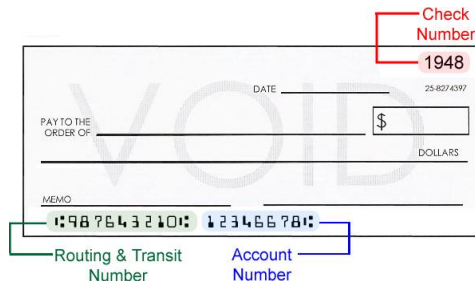 Check
Number
1948
VOID
DATE
25-8274397
PAY TO THE
ORDER OF
$
DOLLARS
MEMO
⑆987643210⑆ 12346678⑆
Routing & Transit
Number
Account
Number